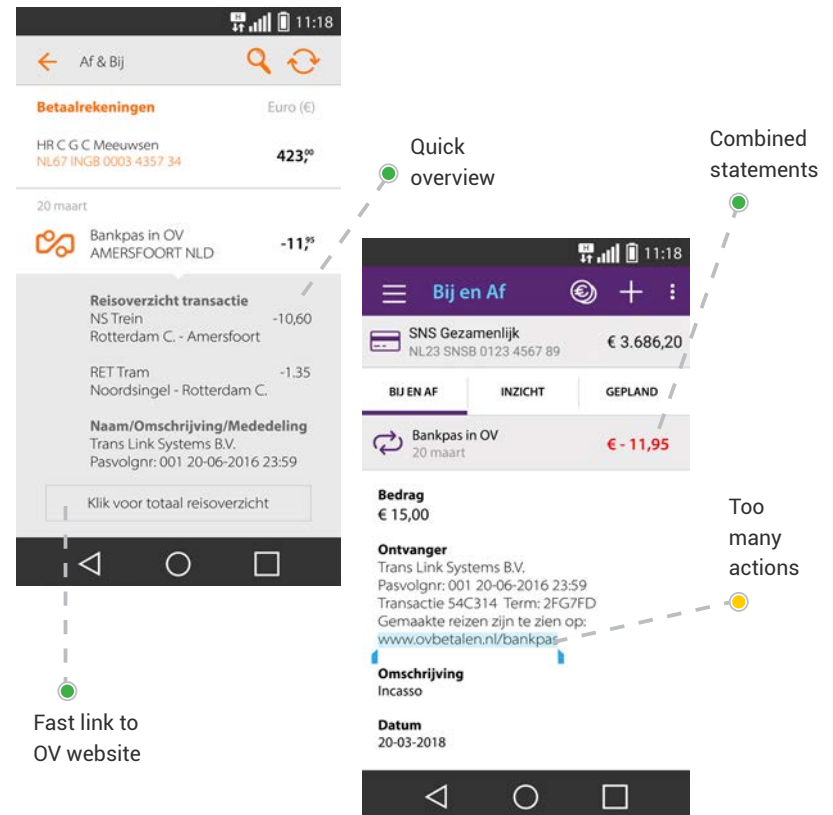 H
11:18
Af & Bij
Betaalrekeningen Euro (€)
HR C G C Meeuwsen
NL67 INGB 0003 4357 34
423,00
20 maart
Bankpas in OV
AMERSFOORT NLD
-11,95
Reisoverzicht transactie
NS Trein -10,60
Rotterdam C. - Amersfoort
RET Tram -1.35
Noordsingel - Rotterdam C.
Naam/Omschrijving/Mededeling
Trans Link Systems B.V.
Pasvolgnr: 001 20-06-2016 23:59
Klik voor totaal reisoverzicht
Quick
overview
Fast link to
OV website
Combined
statements
H
11:18
Bij en Af
SNS Gezamenlijk
NL23 SNSB 0123 4567 89
€ 3.686,20
BIJ EN AF INZICHT GEPLAND
Bankpas in OV
20 maart
€ - 11,95
Bedrag
€ 15,00
Ontvanger
Trans Link Systems B.V.
Pasvolgnr: 001 20-06-2016 23:59
Transactie 54C314 Term: 2FG7FD
Gemaakte reizen zijn te zien op:
www.ovbetalen.nl/bankpas
Omschrijving
Incasso
Datum
20-03-2018
Too
many
actions